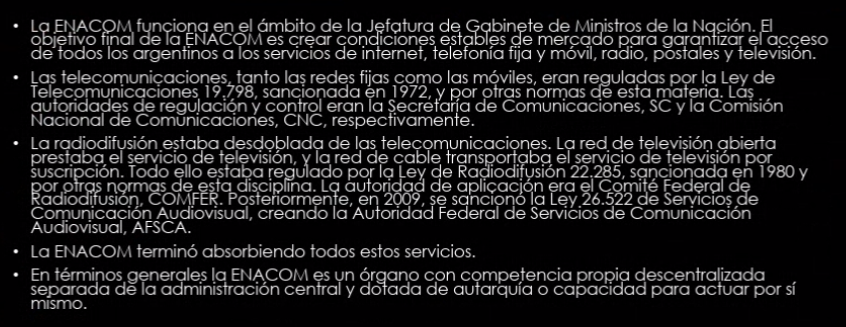 • La ENACOM funciona en el ámbito de la Jefatura de Gabinete de Ministros de la Nación. El
objetivo final de la ENACOM es crear condiciones estables de mercado para garantizar el acceso
de todos los argentinos a los servicios de internet, telefonía fija y móvil, radio, postales y televisión.
• Las telecomunicaciones, tanto las redes fijas como las móviles, eran reguladas por la Ley de
Telecomunicaciones 19.798, sancionada en 1972, y por otras normas de esta materia. Las
autoridades de regulación y control eran la Secretaría de Comunicaciones, SC y la Comisión
Nacional de Comunicaciones, CNC, respectivamente.
• La radiodifusión estaba desdoblada de las telecomunicaciones. La red de televisión abierta
prestaba el servicio de televisión, y la red de cable transportaba el servicio de televisión por
suscripción. Todo ello estaba regulado por la Ley de Radiodifusión 22.285, sancionada en 1980 y
por otras normas de esta disciplina. La autoridad de aplicación era el Comité Federal de
Radiodifusión, COMFER. Posteriormente, en 2009, se sancionó la Ley 26.522 de Servicios de
Comunicación Audiovisual, creando la Autoridad Federal de Servicios de Comunicación
Audiovisual, AFSCA.
• La ENACOM terminó absorbiendo todos estos servicios.
• En términos generales la ENACOM es un órgano con competencia propia descentralizada
separada de la administración central y dotada de autarquía o capacidad para actuar por sí
mismo.